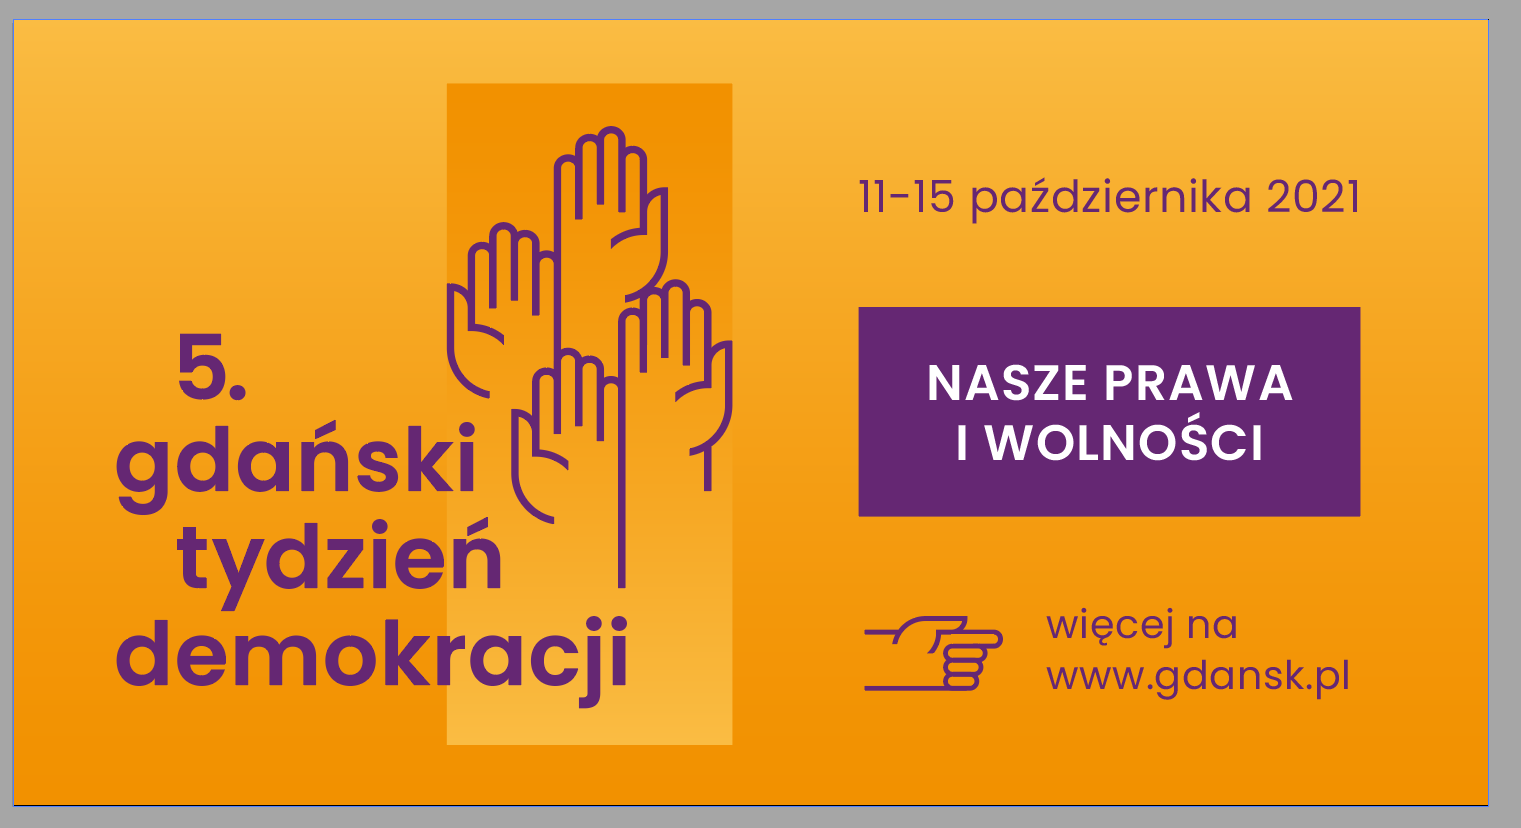 5.
gdański
tydzień
demokracji
11-15 października 2021
NASZE PRAWA
I WOLNOŚCI
więcej na
www.gdansk.pl